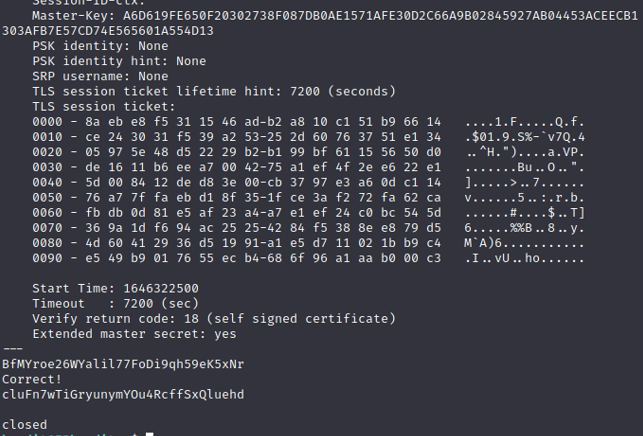 Session-ID-ctx:
Master-Key: A6D619FE650F20302738F087DB0AE1571AFE30D2C66A9B02845927AB04453ACEECB1
303AFB7E57CD74E565601A554D13
PSK identity: None
PSK identity hint: None
SRP username: None
TLS session ticket lifetime hint: 7200 (seconds)
TLS session ticket:
0000 - 8a eb e8 f5 31 15 46 ad-b2 a8 10 c1 51 b9 66 14   ....1.F.....Q.f.
0010 - ce 24 30 31 f5 39 a2 53-25 2d 60 76 37 51 e1 34   .$01.9.S%-`v7Q.4
0020 - 05 97 5e 48 d5 22 29 b2-b1 99 bf 61 15 56 50 d0   ..^H.")....a.VP.
0030 - de 16 11 b6 ee a7 00 42-75 a1 ef 4f 2e e6 22 e1   .......Bu..O..".
0040 - 5d 00 84 12 de d8 3e 00-cb 37 97 e3 a6 0d c1 14   ].....>..7......
0050 - 76 a7 7f fa eb d1 8f 35-1f ce 3a f2 72 fa 62 ca   v......5..:.r.b.
0060 - fb db 0d 81 e5 af 23 a4-a7 e1 ef 24 c0 bc 54 5d   ......#....$..T]
0070 - 36 9a 1d f6 94 ac 25 25-42 84 f5 38 8e e8 79 d5   6.....%%B..8..y.
0080 - 4d 60 41 29 36 d5 19 91-a1 e5 d7 11 02 1b b9 c4   M`A)6...........
0090 - e5 49 b9 01 76 55 ec b4-68 6f 96 a1 aa b0 00 c3   .I..vU..ho......
Start Time: 1646322500
Timeout   : 7200 (sec)
Verify return code: 18 (self signed certificate)
Extended master secret: yes
---
BfMYroe26WYalil77FoDi9qh59eK5xNr
Correct!
cluFn7wTiGryunymYOu4RcffSxQluehd
closed